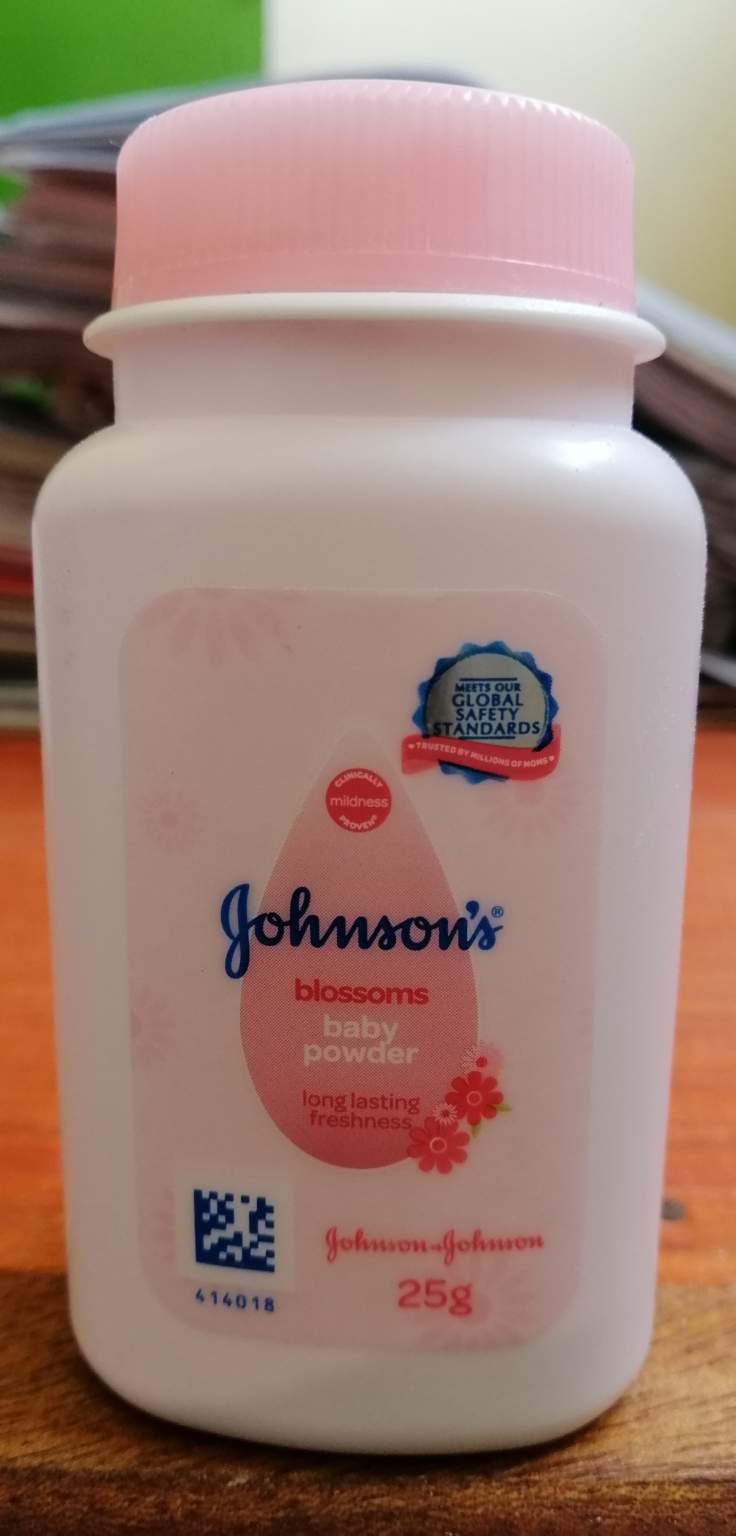 MEETS OUR
GLOBAL
SAFETY
STANDARDS
TRUSTED BY MILLIONS OF MOMS
CLINICALLY
mildness
PROVEN®
Johnson's®
blossoms
baby
powder
long lasting
freshness
Johnson & Johnson
25g
414018